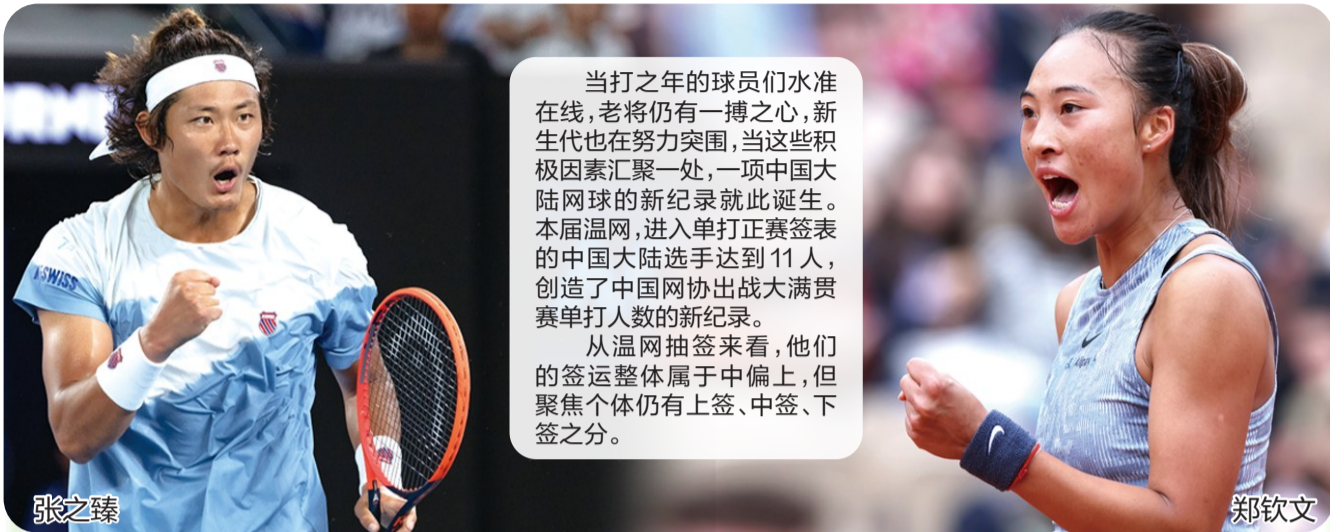 当打之年的球员们水准
在线，老将仍有一搏之心，新
生代也在努力突围，当这些积
极因素汇聚一处，一项中国大
陆网球的新纪录就此诞生。
本届温网，进入单打正赛签表
的中国大陆选手达到11人，
创造了中国网协出战大满贯
赛单打人数的新纪录。
从温网抽签来看，他们
的签运整体属于中偏上，但
聚焦个体仍有上签、中签、下
签之分。
K-SWISS
张之臻
郑钦文